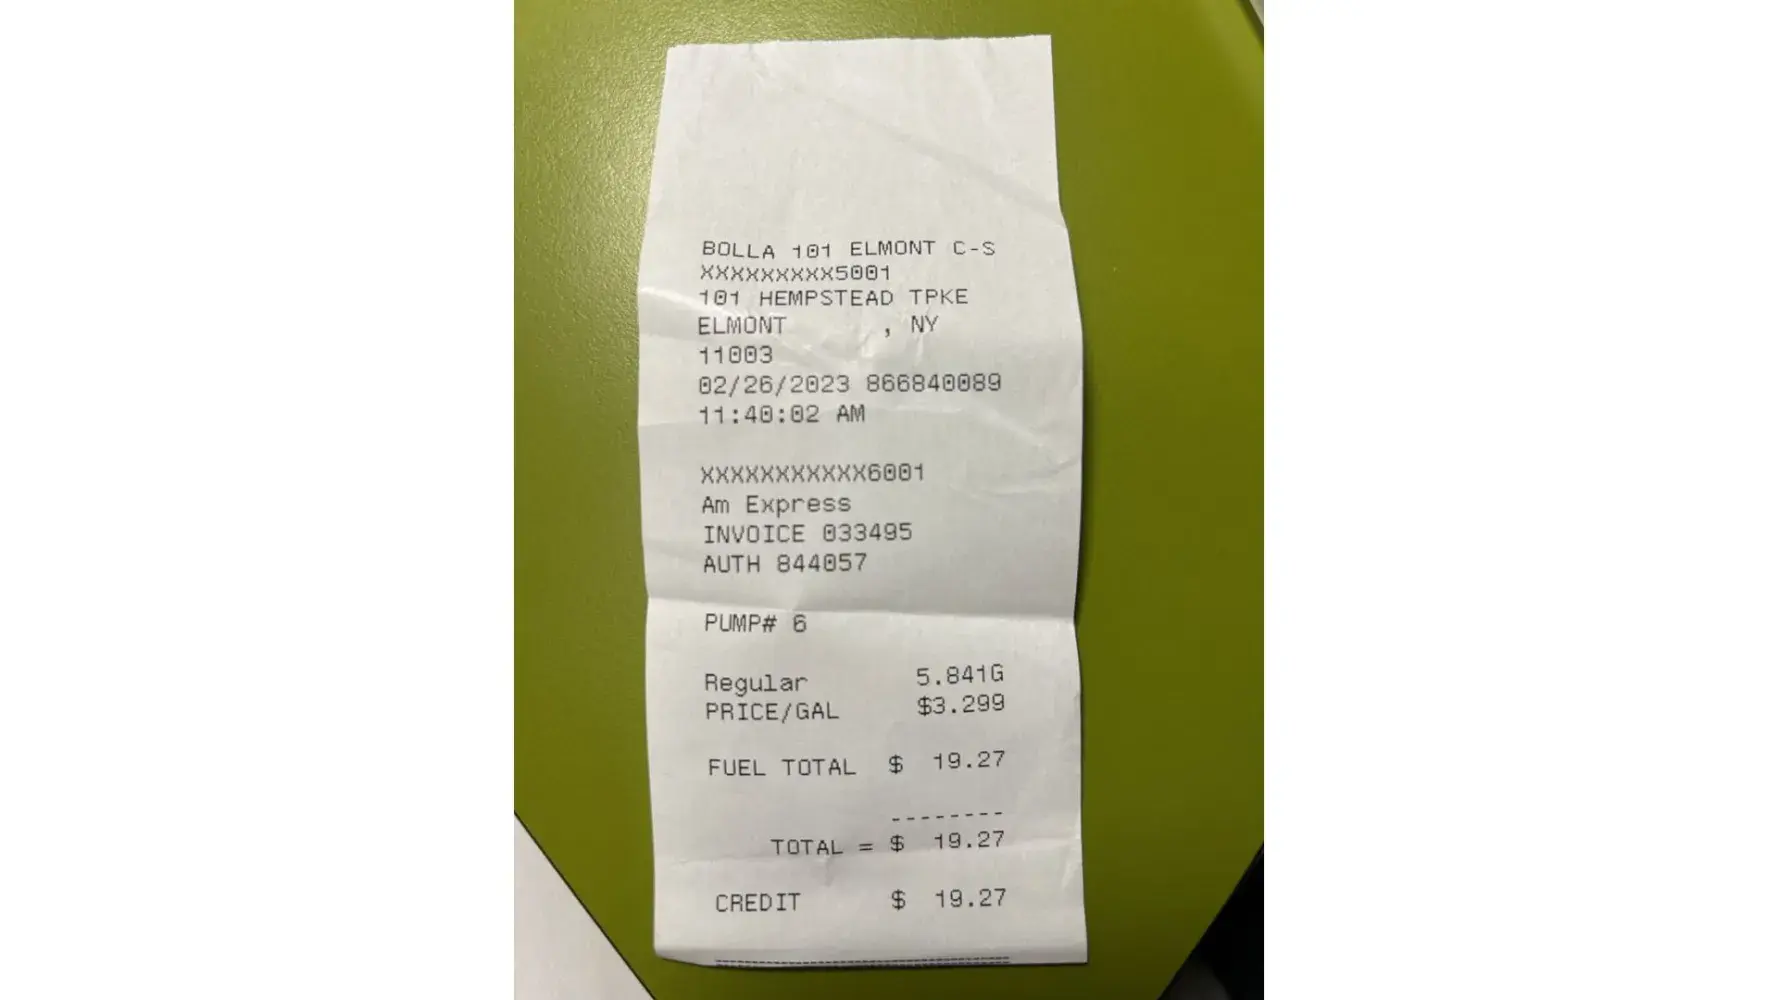 BOLLA 101 ELMONT C-S
XXXXXXXXX5001
101 HEMPSTEAD TPKE
ELMONT , NY
11003
02/26/2023 866840089
11:40:02 AM
XXXXXXXXXXX6001
Am Express
INVOICE 033495
AUTH 844057
PUMP# 6
Regular 5.841G
PRICE/GAL $3.299
FUEL TOTAL $ 19.27
--------
TOTAL = $ 19.27
CREDIT $ 19.27